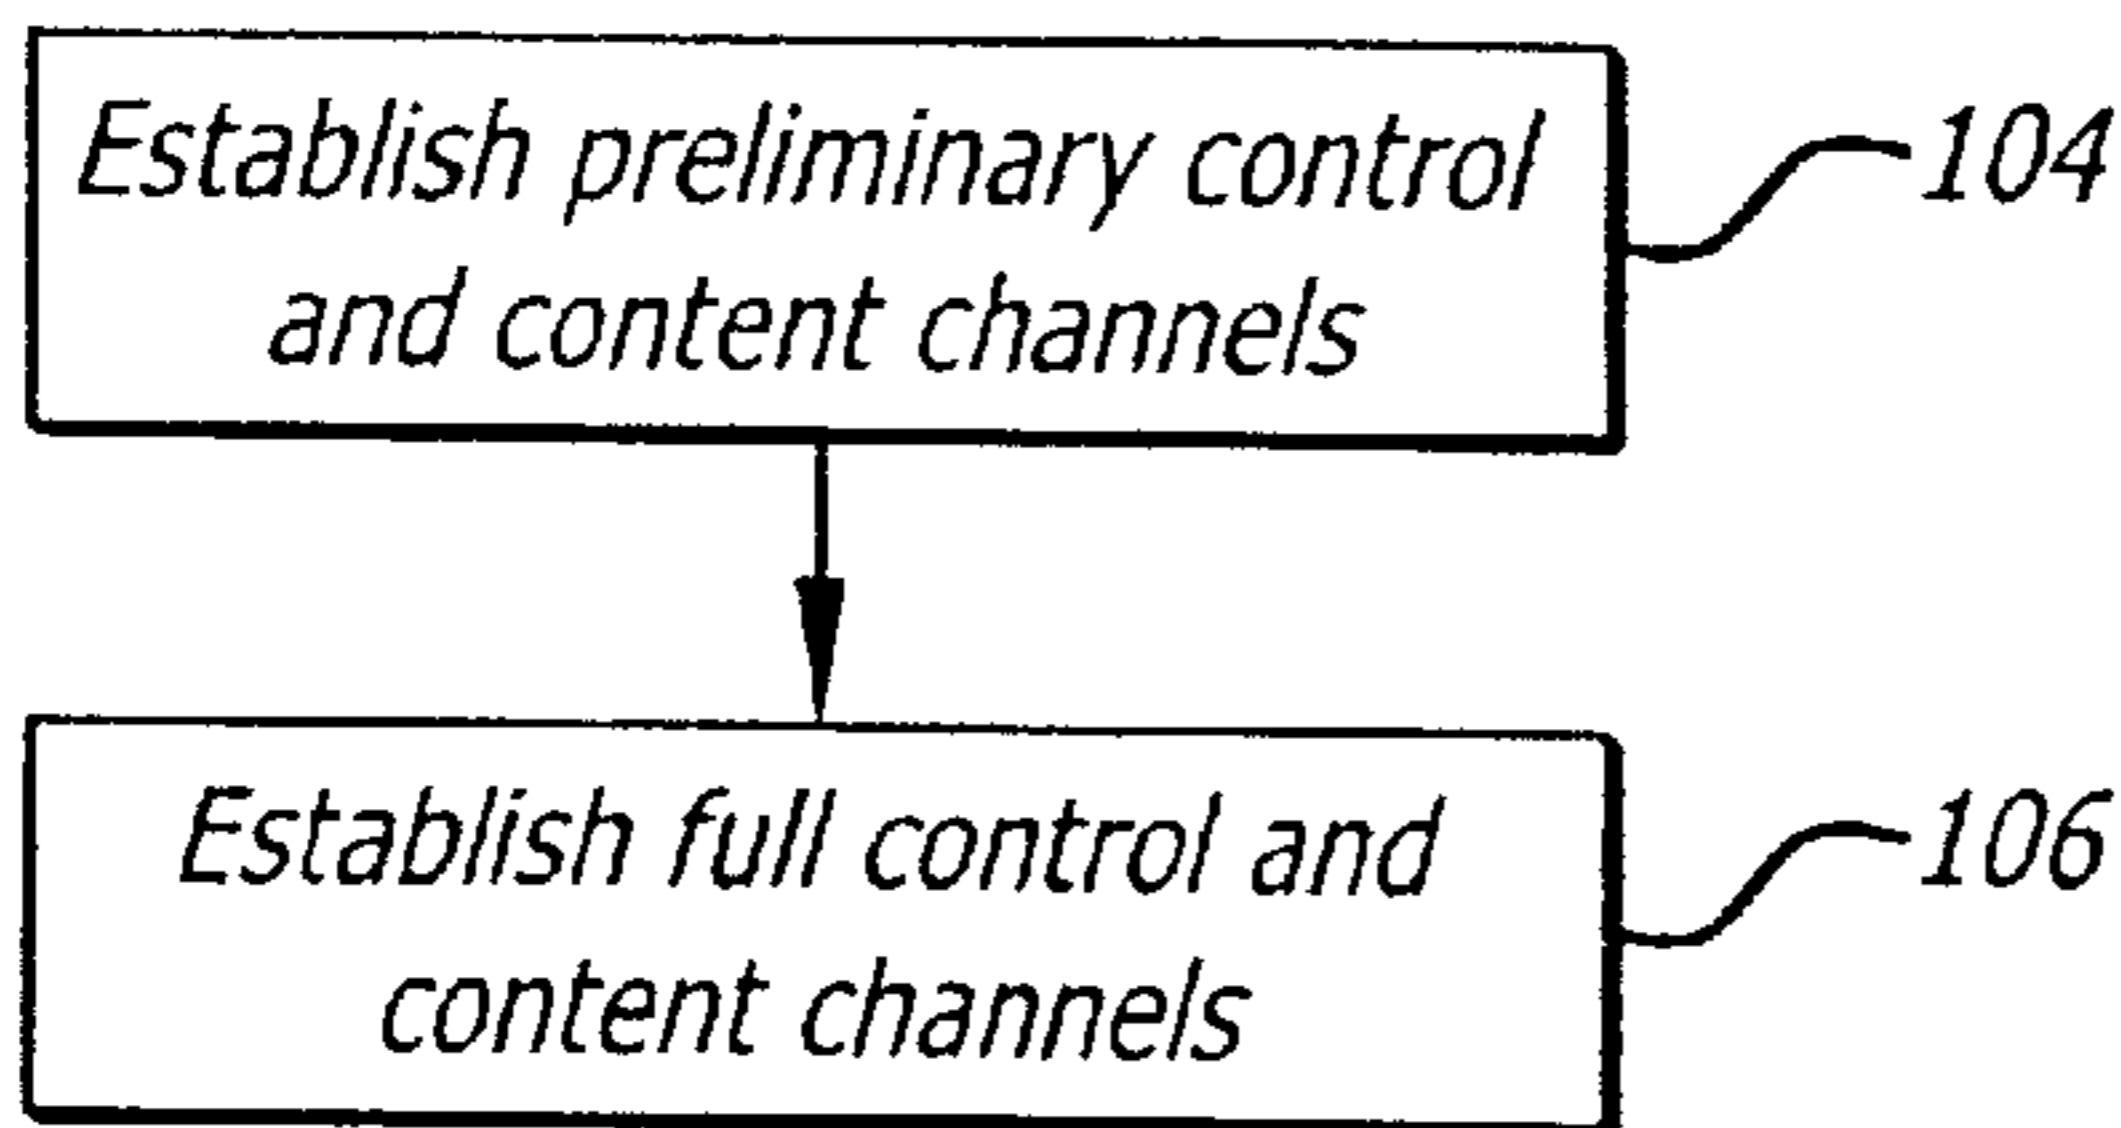 Establish preliminary control
and content channels
104
Establish full control and
content channels
106